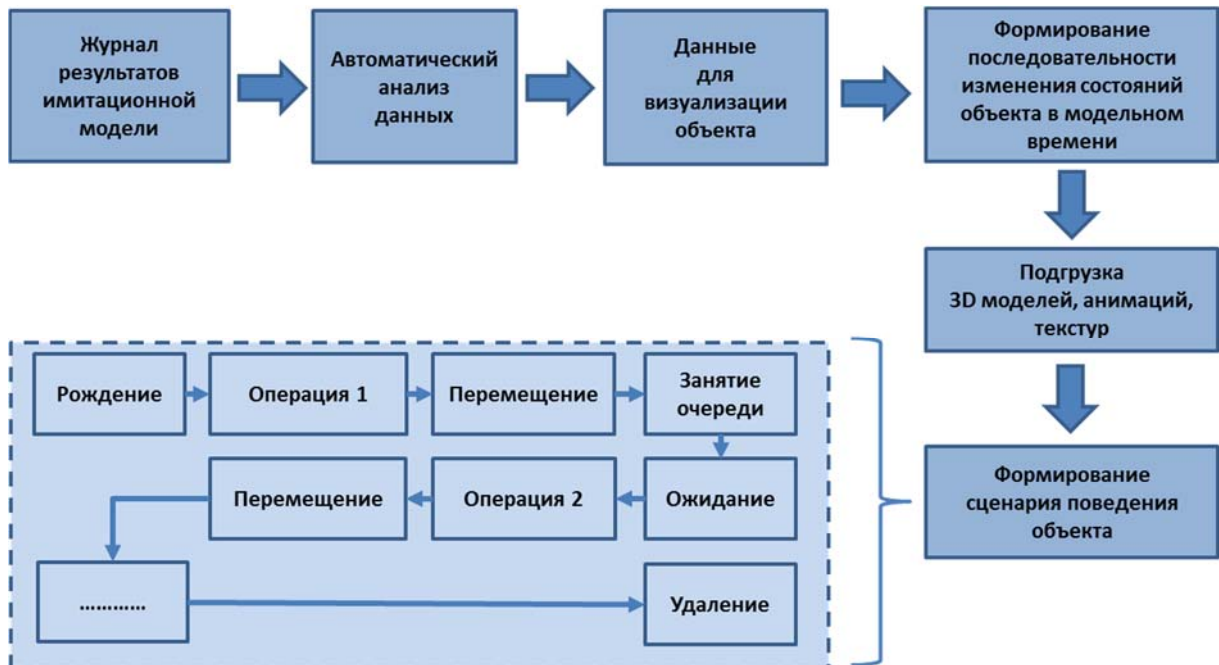 Журнал
результатов
имитационной
модели
Автоматический
анализ
данных
Данные
для
визуализации
объекта
Формирование
последовательности
изменения состояний
объекта в модельном
времени
Подгрузка
3D моделей, анимаций,
текстур
Формирование
сценария поведения
объекта
Рождение
Операция 1
Перемещение
Занятие
очереди
Ожидание
Операция 2
Перемещение
…………
Удаление